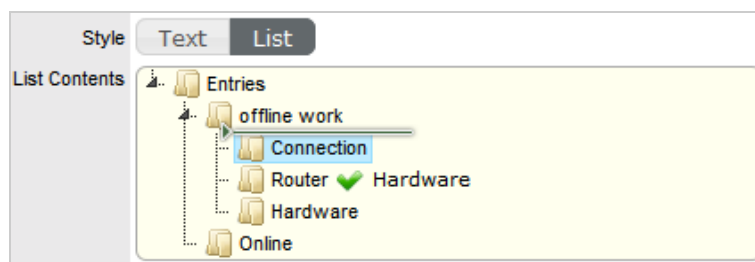 Style Text List
List Contents Entries
offline work
Connection
Router Hardware
Hardware
Online